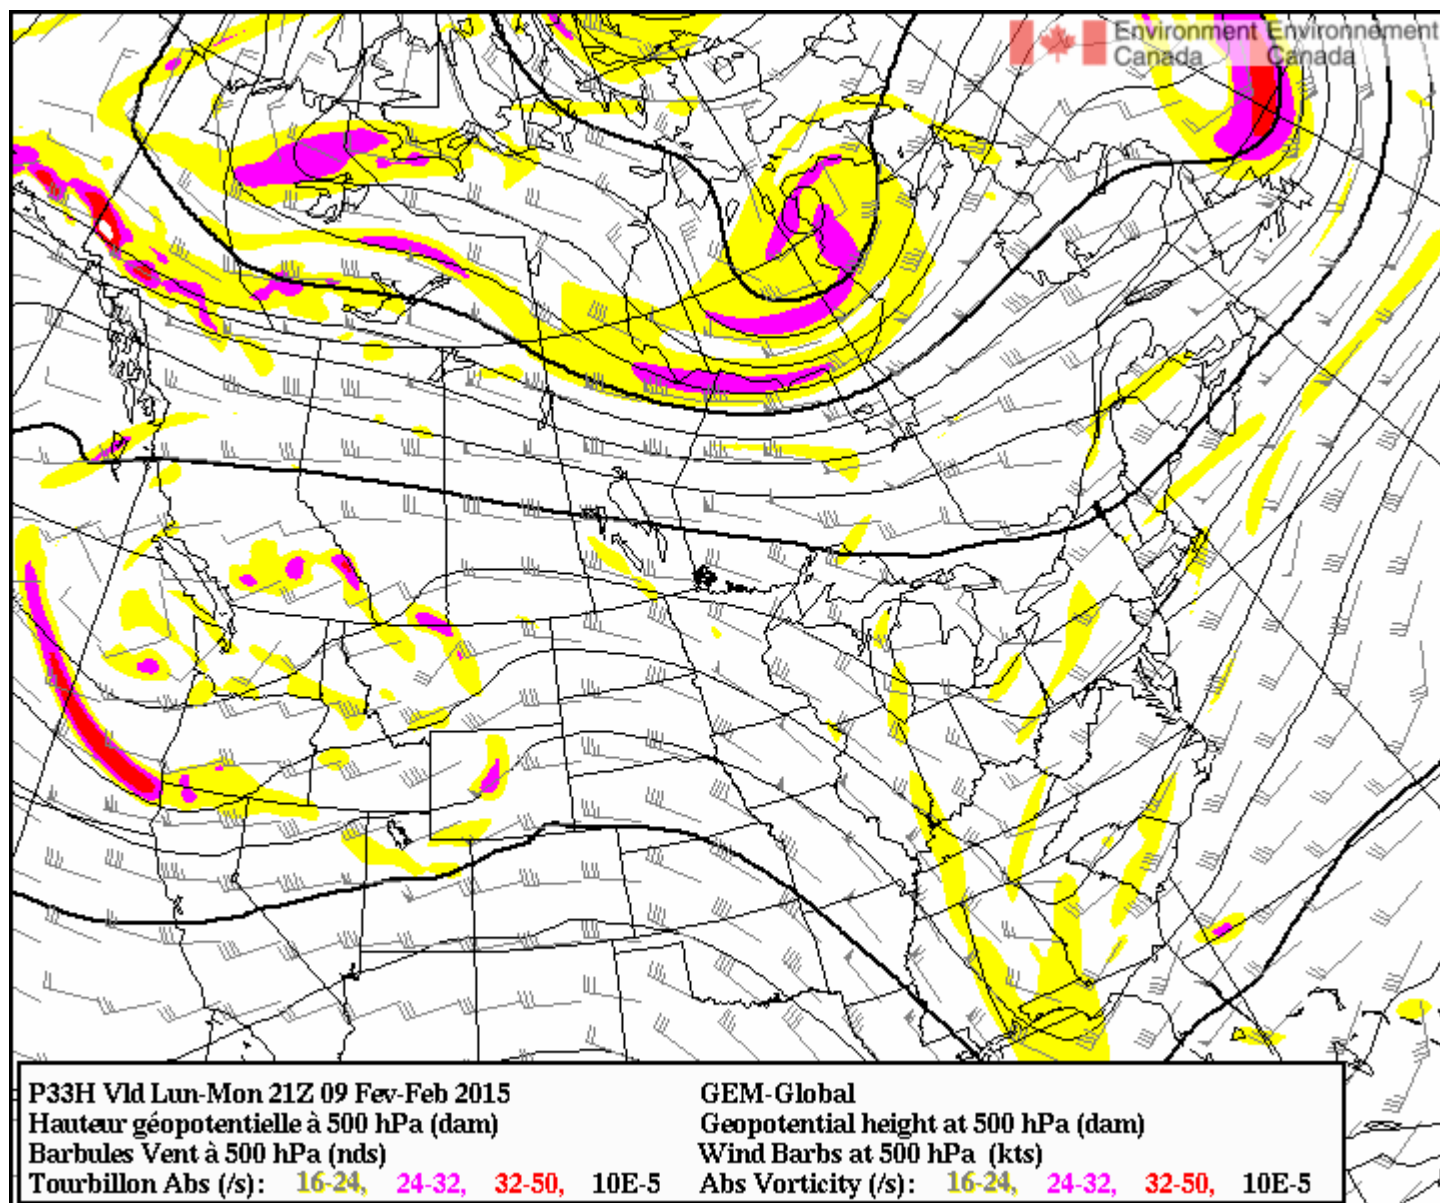 Environment Environnement
Canada Canada
P33H Vld Lun-Mon 21Z 09 Fev-Feb 2015 GEM-Global
Hauteur géopotentielle à 500 hPa (dam) Geopotential height at 500 hPa (dam)
Barbules Vent à 500 hPa (nds) Wind Barbs at 500 hPa (kts)
Tourbillon Abs (/s): 16-24, 24-32, 32-50, 10E-5 Abs Vorticity (/s): 16-24, 24-32, 32-50, 10E-5